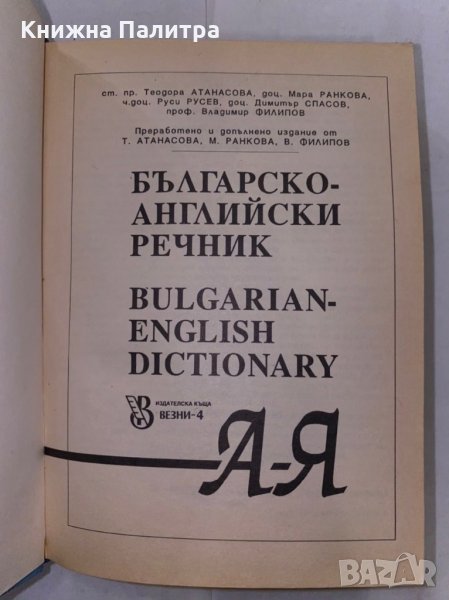 Книжна Палитра
ст. пр. Теодора АТАНАСОВА, доц. Мара РАНКОВА,
ч.доц. Руси РУСЕВ, доц. Димитър СПАСОВ,
проф. Владимир ФИЛИПОВ
Преработено и допълнено издание от
Т. АТАНАСОВА, М. РАНКОВА, В. ФИЛИПОВ
БЪЛГАРСКО-
АНГЛИЙСКИ
РЕЧНИК
BULGARIAN-
ENGLISH
DICTIONARY
ИЗДАТЕЛСКА КЪЩА
ВЕЗНИ-4
А-Я
BAZAR